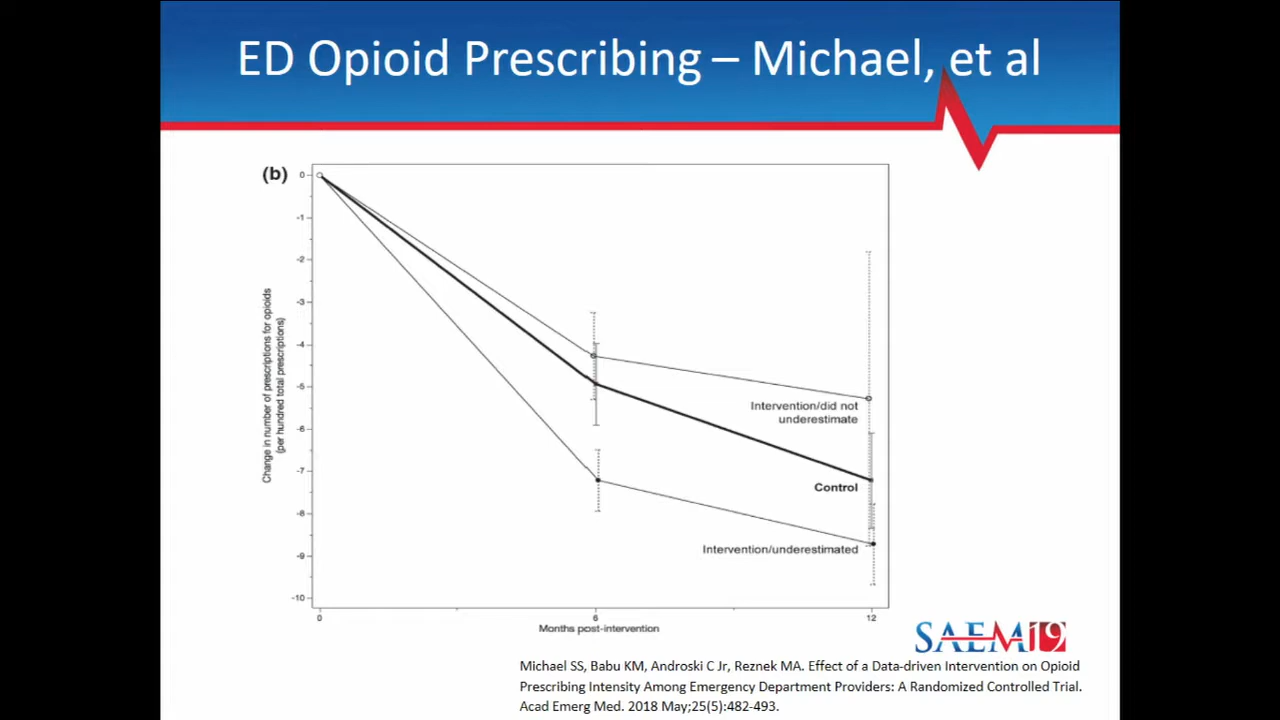 ED Opioid Prescribing – Michael, et al
(b)
0
-1
-2
-3
-4
-5
-6
-7
-8
-9
-10
Change in number of prescriptions for opioids
(per hundred total prescriptions)
Intervention/did not
underestimate
Control
Intervention/underestimated
0
6
12
Months post-intervention
SAEM19
Michael SS, Babu KM, Androski C Jr, Reznek MA. Effect of a Data-driven Intervention on Opioid
Prescribing Intensity Among Emergency Department Providers: A Randomized Controlled Trial.
Acad Emerg Med. 2018 May;25(5):482-493.